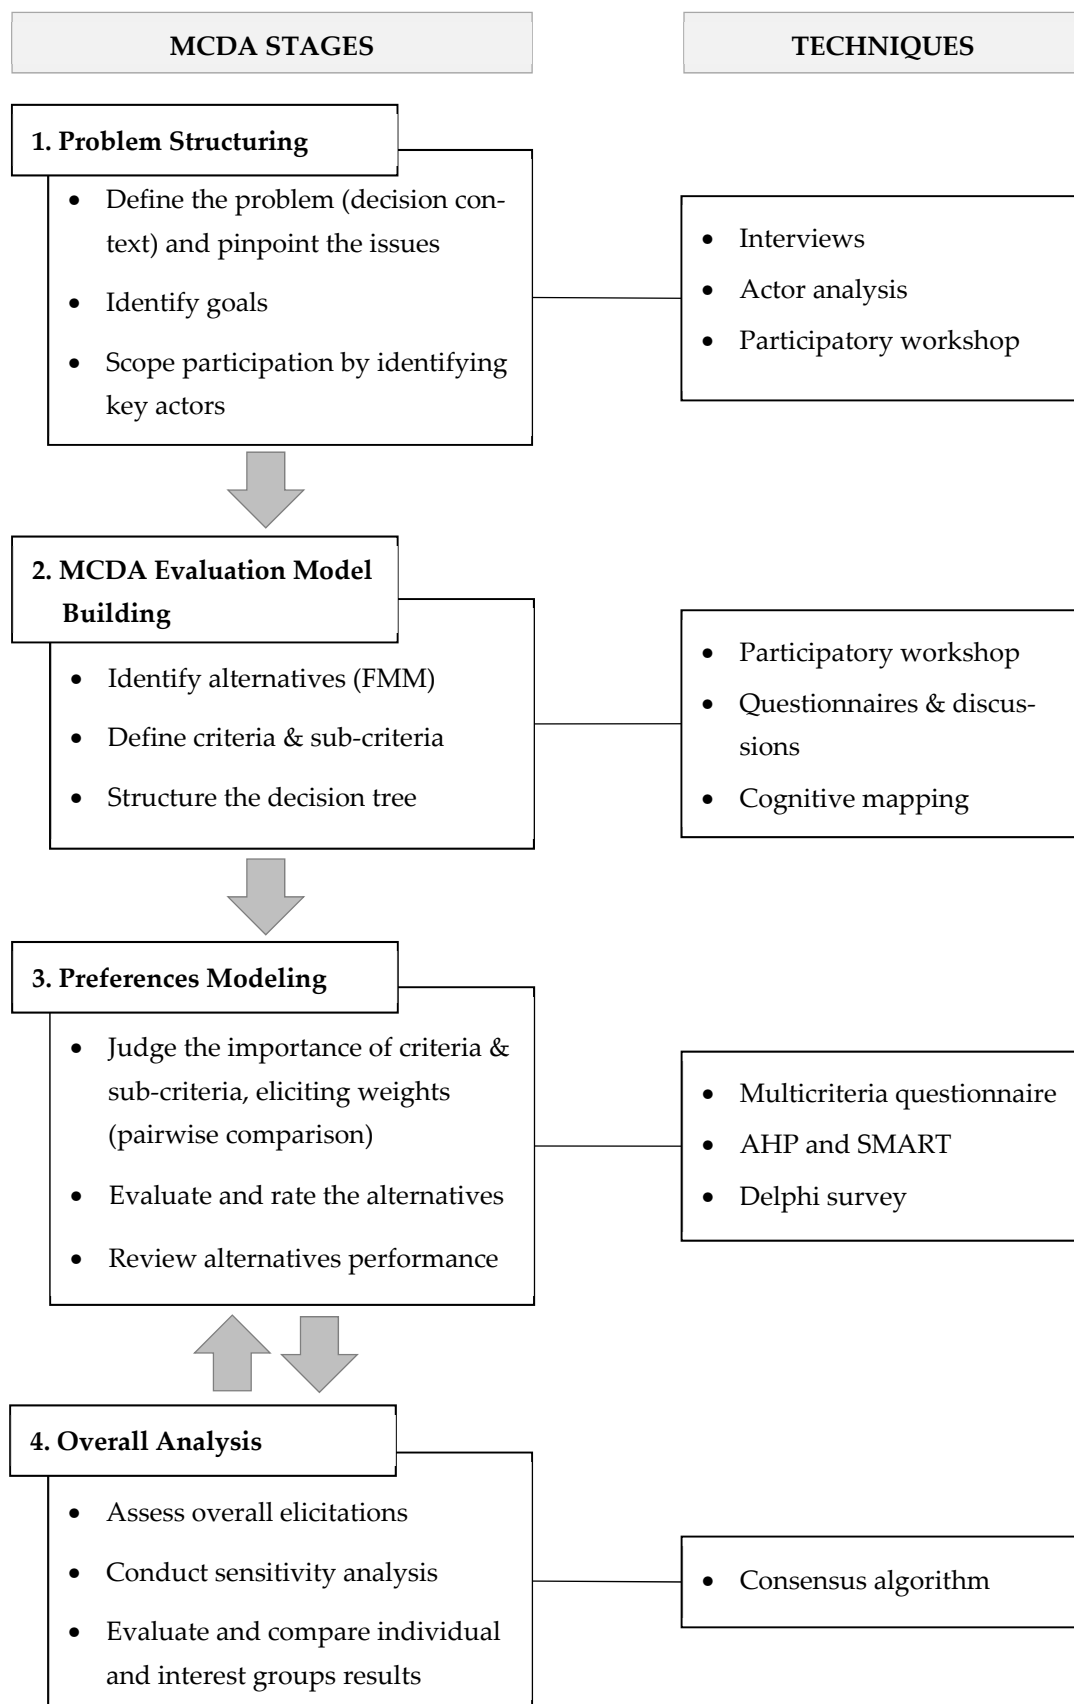 MCDA STAGES
TECHNIQUES
1. Problem Structuring
• Define the problem (decision con-
text) and pinpoint the issues
• Identify goals
• Scope participation by identifying
key actors
• Interviews
• Actor analysis
• Participatory workshop
2. MCDA Evaluation Model
Building
• Identify alternatives (FMM)
• Define criteria & sub-criteria
• Structure the decision tree
• Participatory workshop
• Questionnaires & discus-
sions
• Cognitive mapping
3. Preferences Modeling
• Judge the importance of criteria &
sub-criteria, eliciting weights
(pairwise comparison)
• Evaluate and rate the alternatives
• Review alternatives performance
• Multicriteria questionnaire
• AHP and SMART
• Delphi survey
4. Overall Analysis
• Assess overall elicitations
• Conduct sensitivity analysis
• Evaluate and compare individual
and interest groups results
• Consensus algorithm